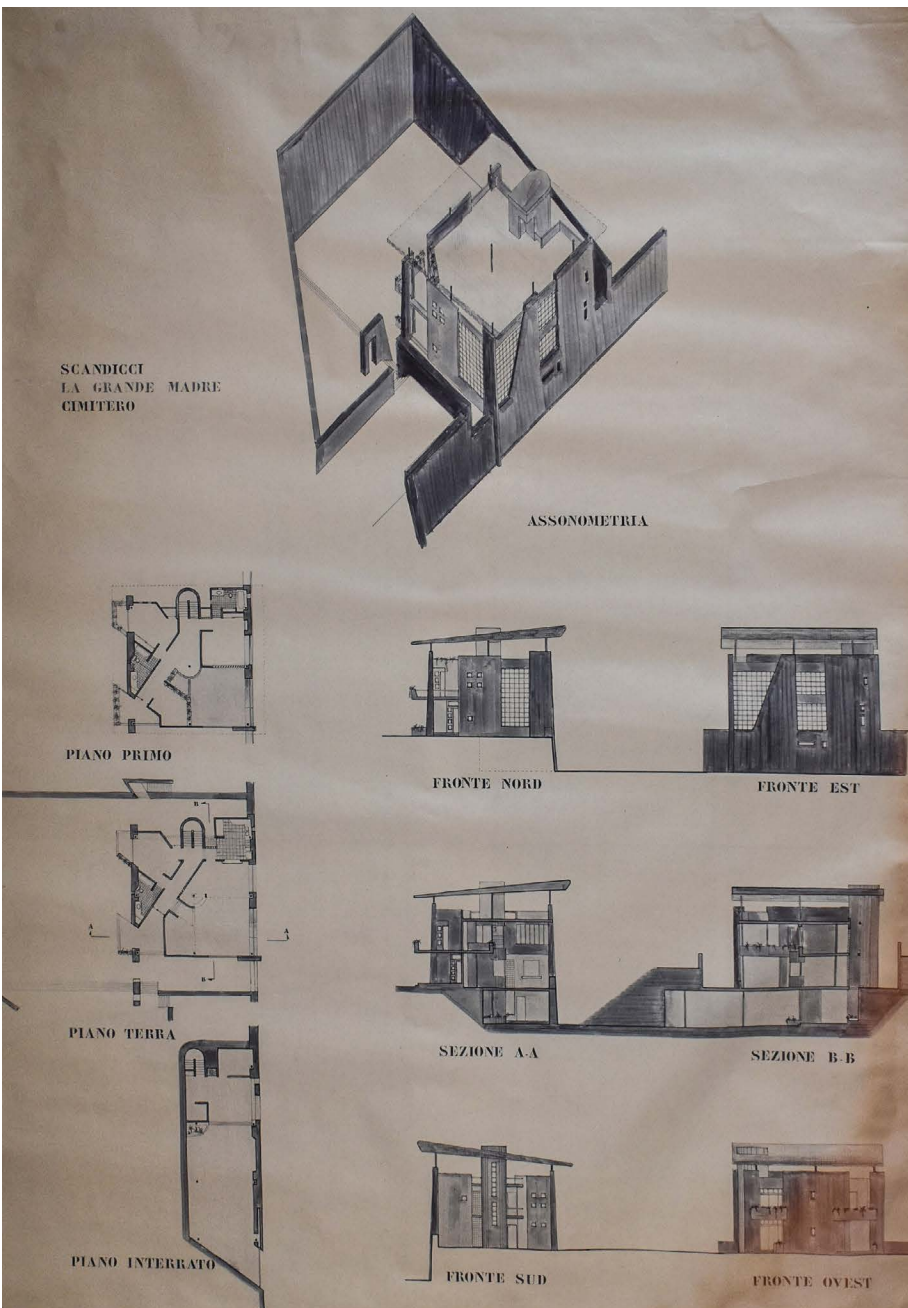 SCANDICCI
LA GRANDE MADRE
CIMITERO
ASSONOMETRIA
PIANO PRIMO
FRONTE NORD
FRONTE EST
B
A
A
B
PIANO TERRA
SEZIONE A-A
SEZIONE B-B
PIANO INTERRATO
FRONTE SUD
FRONTE OVEST